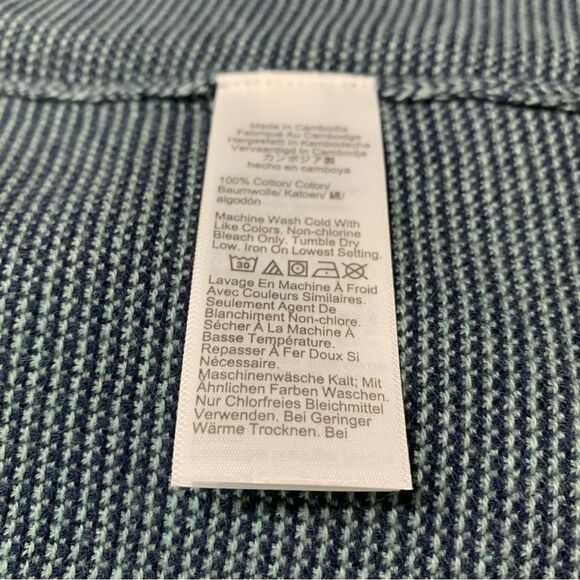 Made In Cambodia
Fabriqué Au Cambodge
Hergestellt In Kambodscha
Vervaardigd In Cambodja
カンボジア製
hecho en camboya
100% Cotton/ Coton/
Baumwolle/ Katoen/ 綿/
algodón
Machine Wash Cold With
Like Colors. Non-chlorine
Bleach Only. Tumble Dry
Low. Iron On Lowest Setting.
30
Lavage En Machine À Froid
Avec Couleurs Similaires.
Seulement Agent De
Blanchiment Non-chlore.
Sécher À La Machine À
Basse Température.
Repasser À Fer Doux Si
Nécessaire.
Maschinenwäsche Kalt; Mit
Ähnlichen Farben Waschen.
Nur Chlorfreies Bleichmittel
Verwenden. Bei Geringer
Wärme Trocknen. Bei